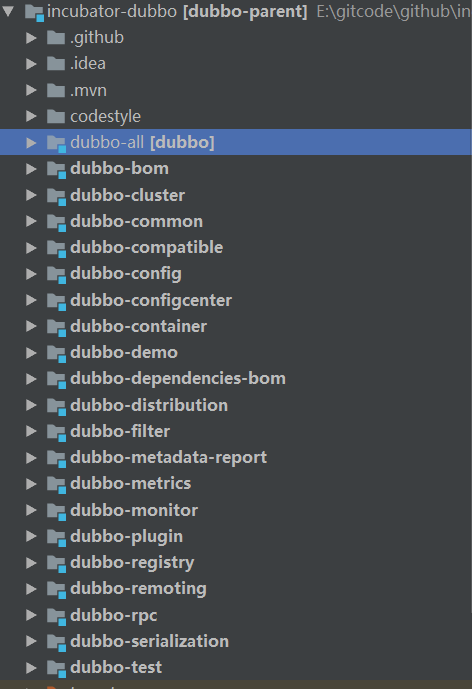 incubator-dubbo [dubbo-parent] E:\gitcode\github\in
.github
.idea
.mvn
codestyle
dubbo-all [dubbo]
dubbo-bom
dubbo-cluster
dubbo-common
dubbo-compatible
dubbo-config
dubbo-configcenter
dubbo-container
dubbo-demo
dubbo-dependencies-bom
dubbo-distribution
dubbo-filter
dubbo-metadata-report
dubbo-metrics
dubbo-monitor
dubbo-plugin
dubbo-registry
dubbo-remoting
dubbo-rpc
dubbo-serialization
dubbo-test